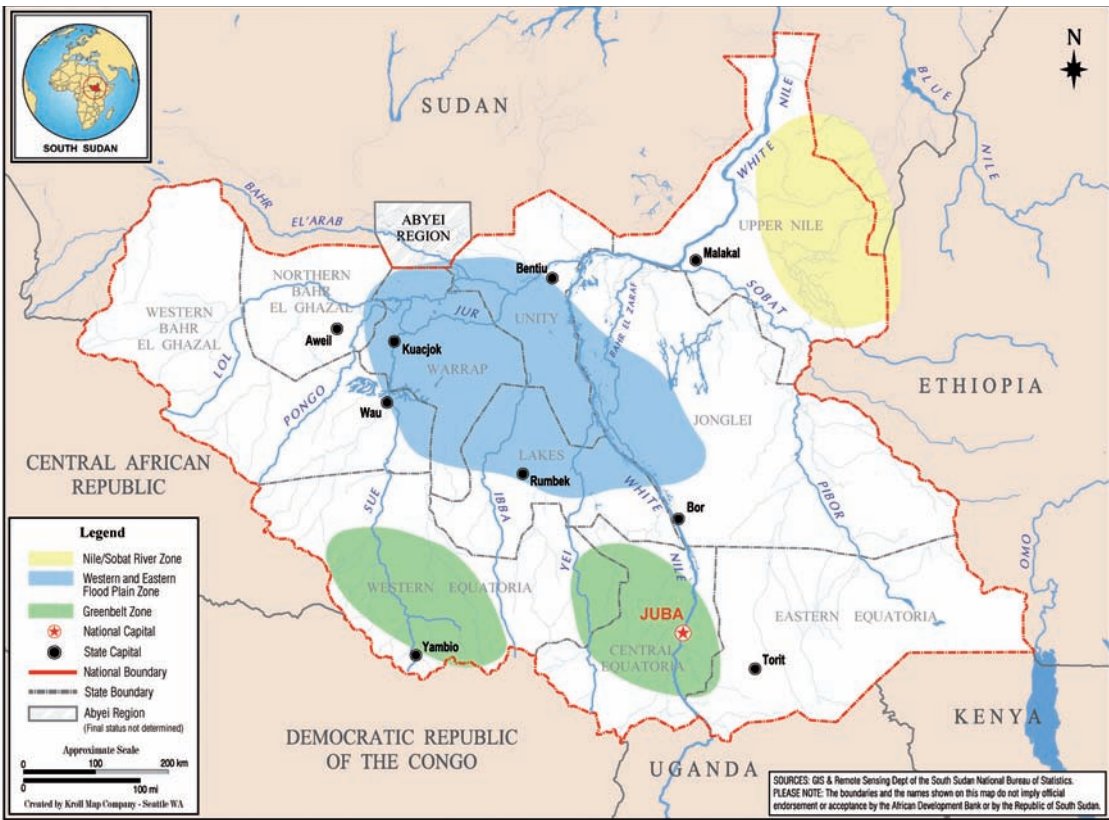 SOUTH SUDAN
N
SUDAN
BLUE
NILE
WHITE
NILE
BAHR
EL'ARAB
ABYEI
REGION
UPPER NILE
Malakal
Bentiu
SOBAT
NORTHERN
BAHR
EL GHAZAL
WESTERN
BAHR
EL GHAZAL
Aweil
JUR
UNITY
BAHR EL ZARAF
Kuacjok
WARRAP
LOL
PONGO
Wau
ETHIOPIA
JONGLEI
LAKES
Rumbek
CENTRAL AFRICAN
REPUBLIC
SUE
IBBA
WHITE
NILE
Bor
PIBOR
YEI
OMO
WESTERN EQUATORIA
JUBA
EASTERN EQUATORIA
CENTRAL
EQUATORIA
Yambio
Torit
DEMOCRATIC REPUBLIC
OF THE CONGO
UGANDA
KENYA
Legend
Nile/Sobat River Zone
Western and Eastern
Flood Plain Zone
Greenbelt Zone
National Capital
State Capital
National Boundary
State Boundary
Abyei Region
(Final status not determined)
Approximate Scale
0 100 200 km
0 100 mi
Created by Kroll Map Company - Seattle WA
SOURCES: GIS & Remote Sensing Dept of the South Sudan National Bureau of Statistics.
PLEASE NOTE: The boundaries and the names shown on this map do not imply official
endorsement or acceptance by the African Development Bank or by the Republic of South Sudan.